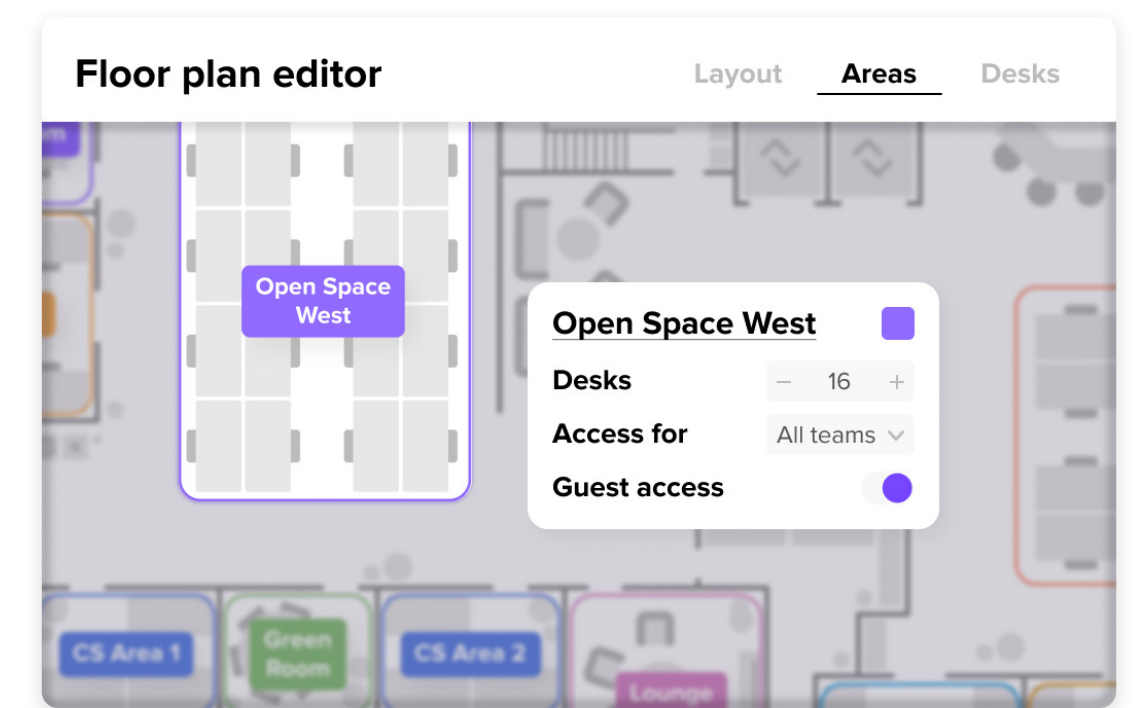 Floor plan editor
Layout
Areas
Desks
Open Space
West
Open Space West
Desks
16
Access for
All teams
Guest access
CS Area 1
Green
Room
CS Area 2
Lounge